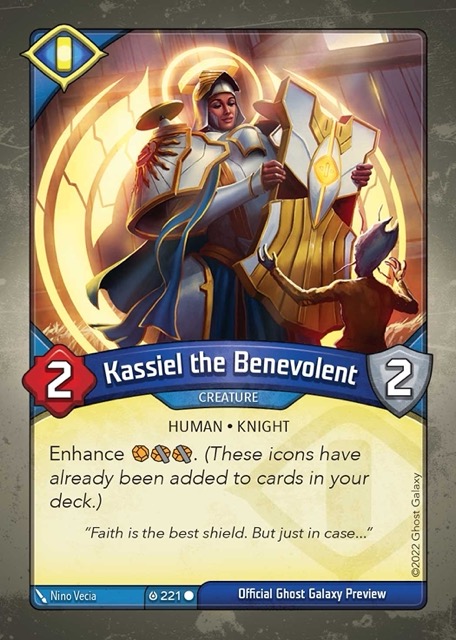 Kassiel the Benevolent
2
2
CREATURE
HUMAN • KNIGHT
Enhance . (These icons have
already been added to cards in your
deck.)
“Faith is the best shield. But just in case...”
©2022 Ghost Galaxy
Nino Vecia
221
Official Ghost Galaxy Preview